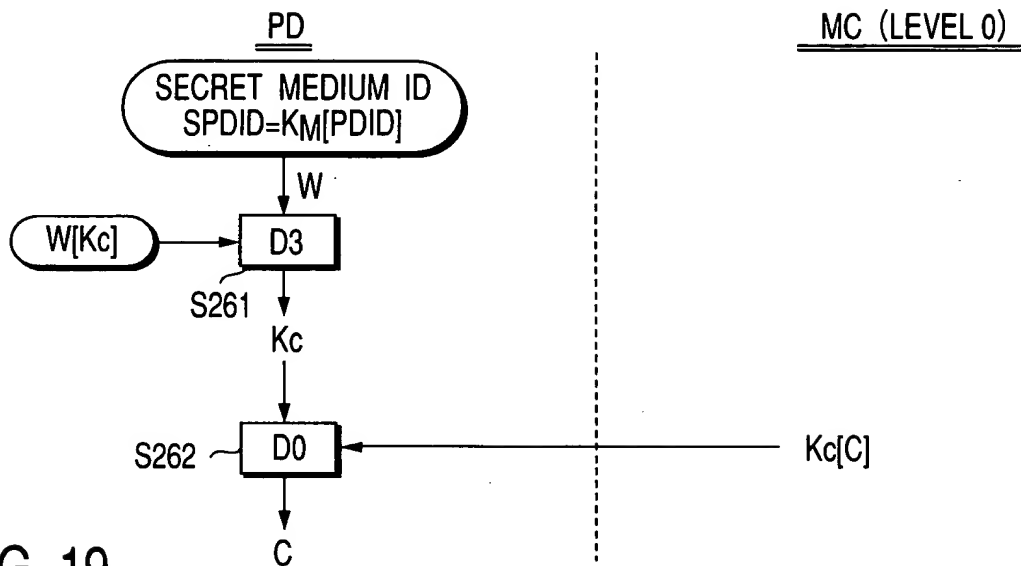 PD
MC (LEVEL 0)
SECRET MEDIUM ID
SPDID=KM[PDID]
W
W[Kc]
D3
S261
Kc
S262
D0
Kc[C]
C